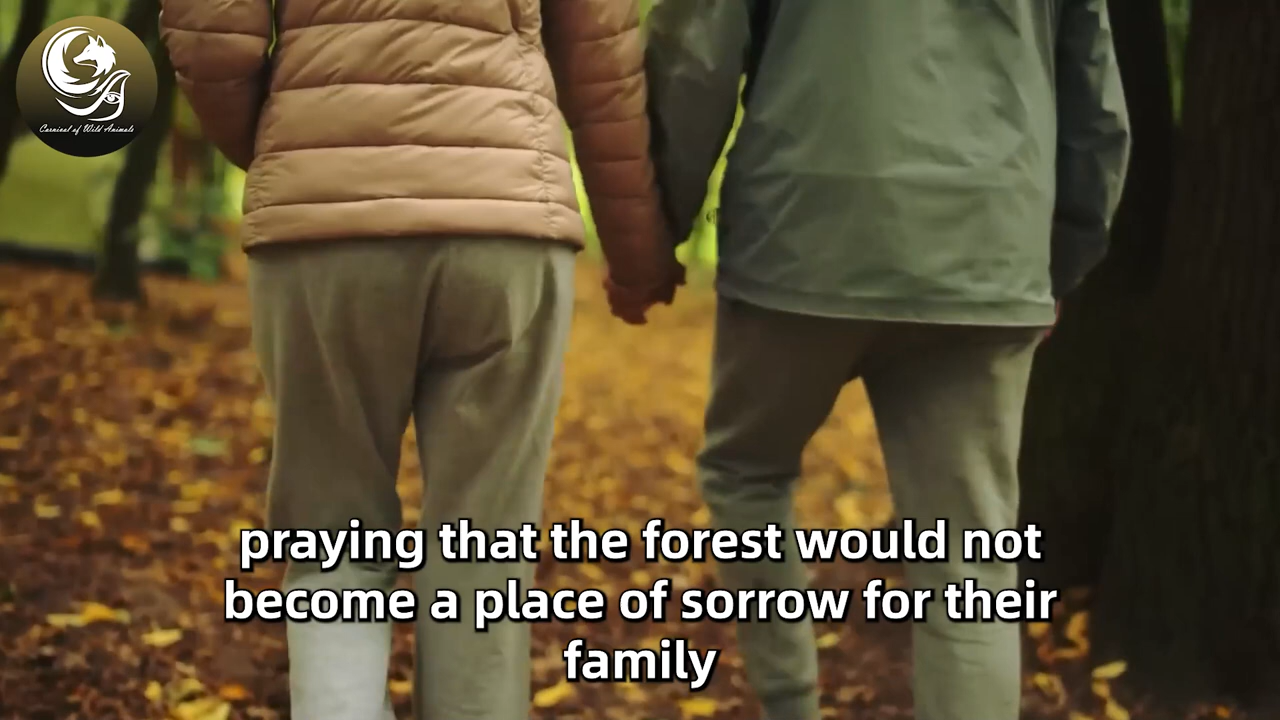 Carnival of Wild Animals
praying that the forest would not
become a place of sorrow for their
family